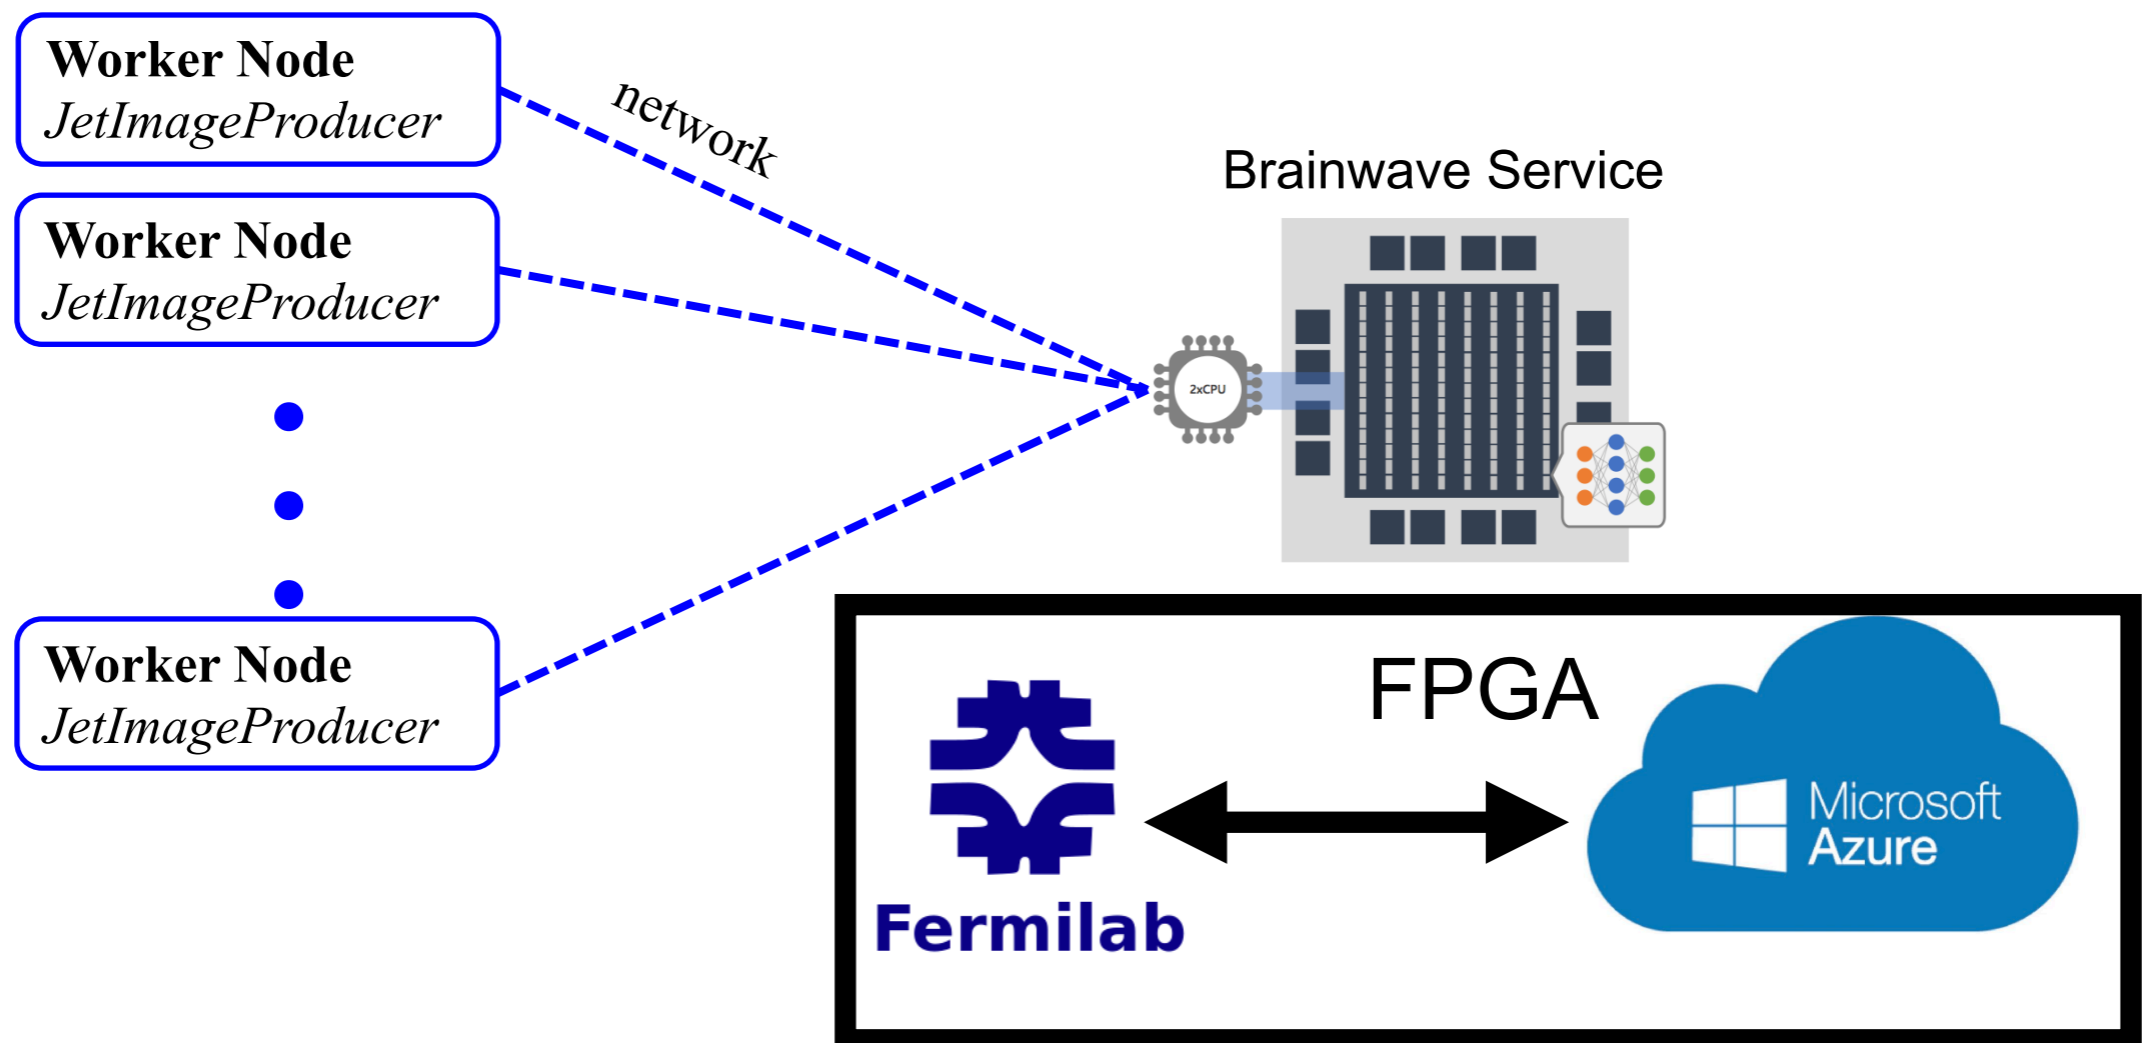 Worker Node
JetImageProducer
network
Worker Node
JetImageProducer
Brainwave Service
2xCPU
Worker Node
JetImageProducer
FPGA
Microsoft
Azure
Fermilab